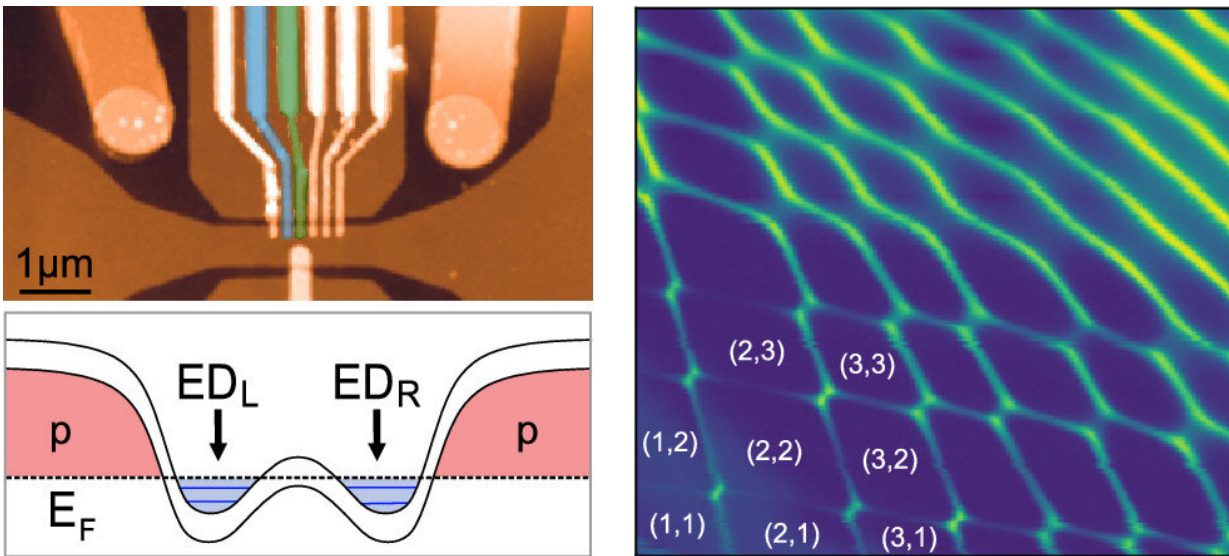 1μm
ED_L
ED_R
p
p
E_F
(2,3)
(3,3)
(1,2)
(2,2)
(3,2)
(1,1)
(2,1)
(3,1)